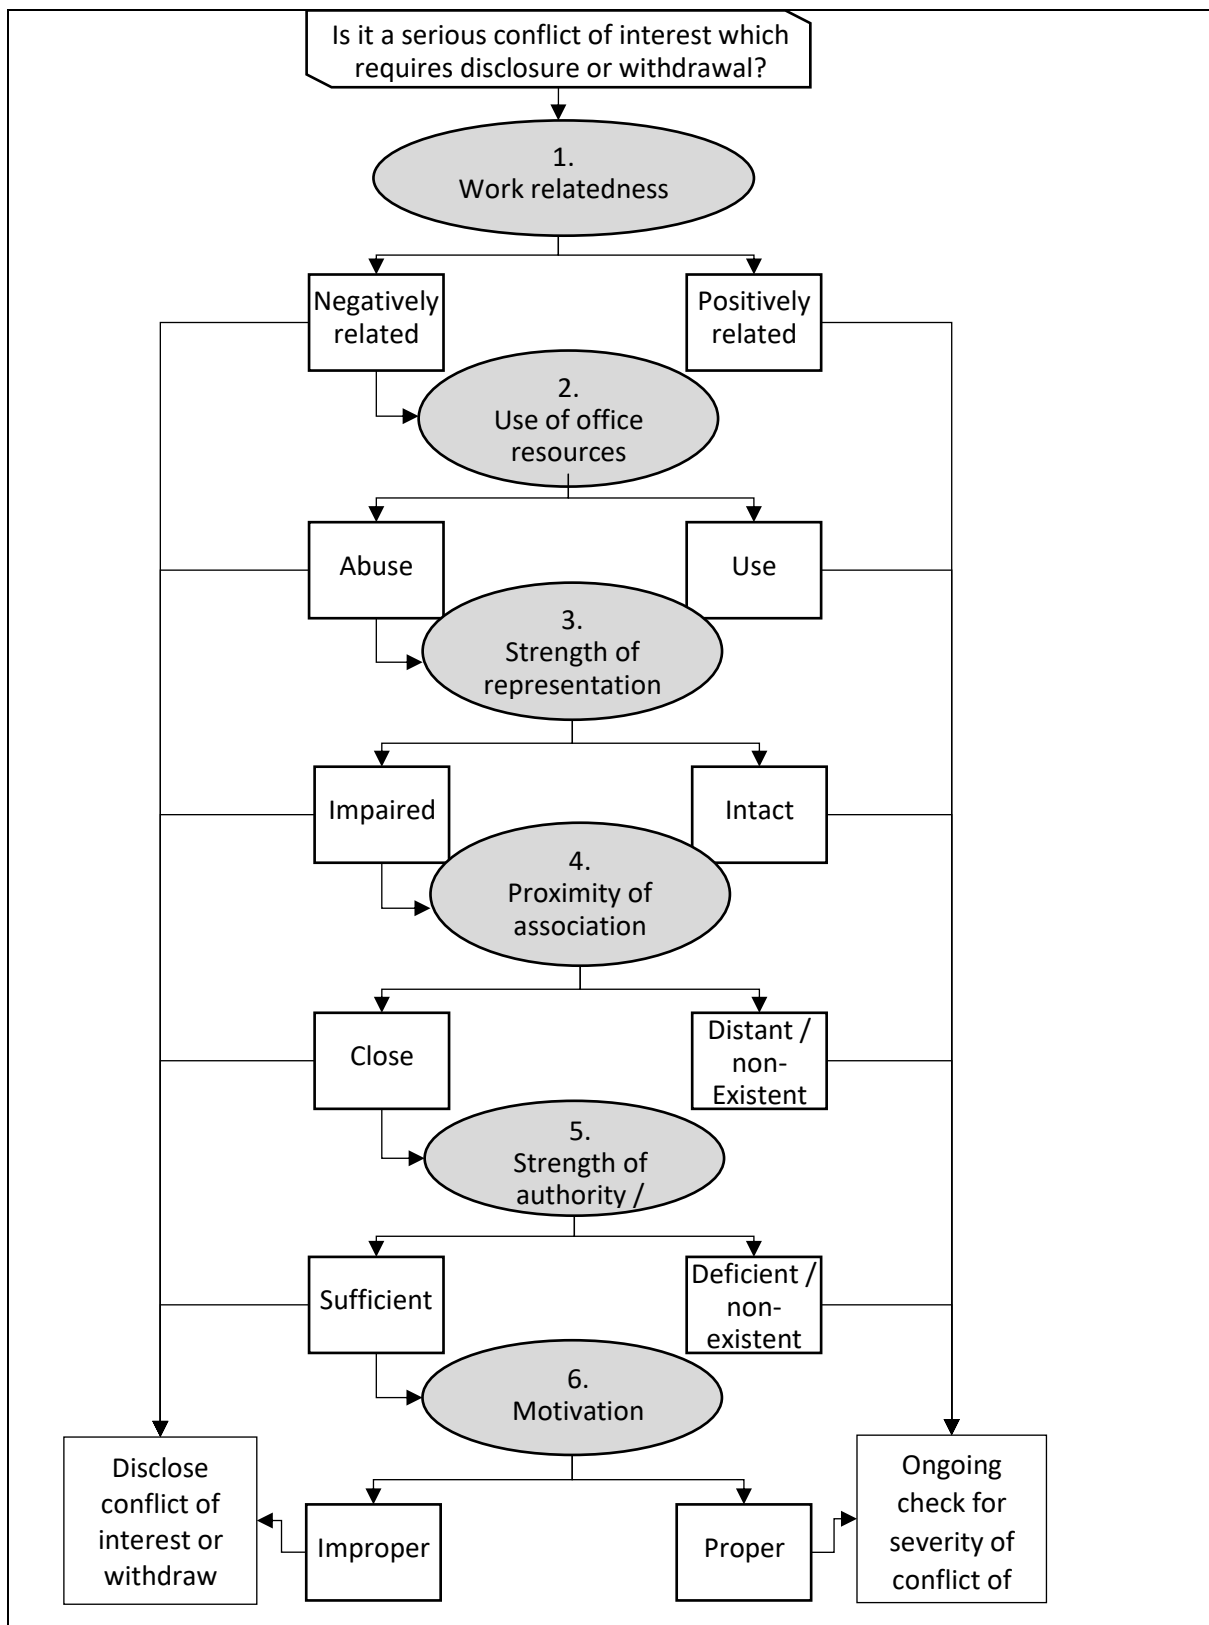 Is it a serious conflict of interest which
requires disclosure or withdrawal?
1.
Work relatedness
Negatively
related
Positively
related
2.
Use of office
resources
Abuse
Use
3.
Strength of
representation
Impaired
Intact
4.
Proximity of
association
Close
Distant /
non-
Existent
5.
Strength of
authority /
Sufficient
Deficient /
non-
existent
6.
Motivation
Disclose
conflict of
interest or
withdraw
Improper
Proper
Ongoing
check for
severity of
conflict of